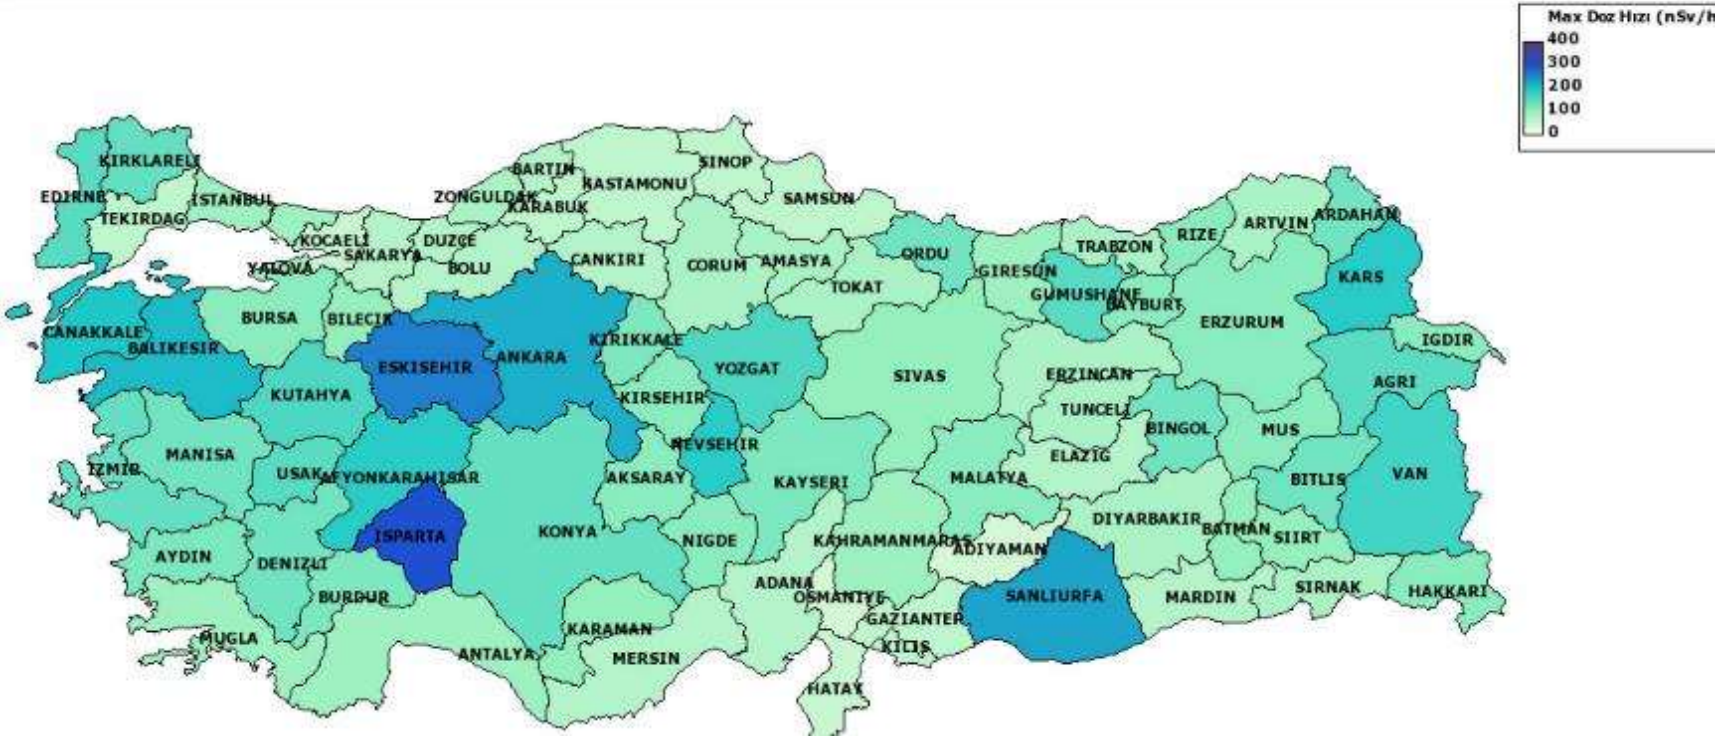 Max Doz Hızı (nSv/h
400
300
200
100
0
KIRKLARELI
EDIRNE
TEKIRDAG
ISTANBUL
KOCAELI
YALOVA
SAKARYA
DUZCE
BOLU
ZONGULDAK
BARTIN
KARABUK
KASTAMONU
SINOP
SAMSUN
CANKIRI
CORUM
AMASYA
TOKAT
ORDU
GIRESUN
GUMUSHANE
TRABZON
BAYBURT
RIZE
ARTVIN
ARDAHAN
KARS
IGDIR
ERZURUM
AGRI
CANAKKALE
BALIKESIR
BURSA
BILECIK
ESKISEHIR
ANKARA
KIRIKKALE
YOZGAT
SIVAS
ERZINCAN
TUNCELI
BINGOL
MUS
KUTAHYA
KIRSEHIR
NEVSEHIR
MANISA
IZMIR
USAK
AFYONKARAHISAR
AKSARAY
KAYSERI
MALATYA
ELAZIG
BITLIS
VAN
ISPARTA
KONYA
NIGDE
KAHRAMANMARAS
ADIYAMAN
DIYARBAKIR
BATMAN
SIIRT
AYDIN
DENIZLI
BURDUR
ADANA
OSMANIYE
SANLIURFA
MARDIN
SIRNAK
HAKKARI
GAZIANTEP
KILIS
MUGLA
ANTALYA
KARAMAN
MERSIN
HATAY